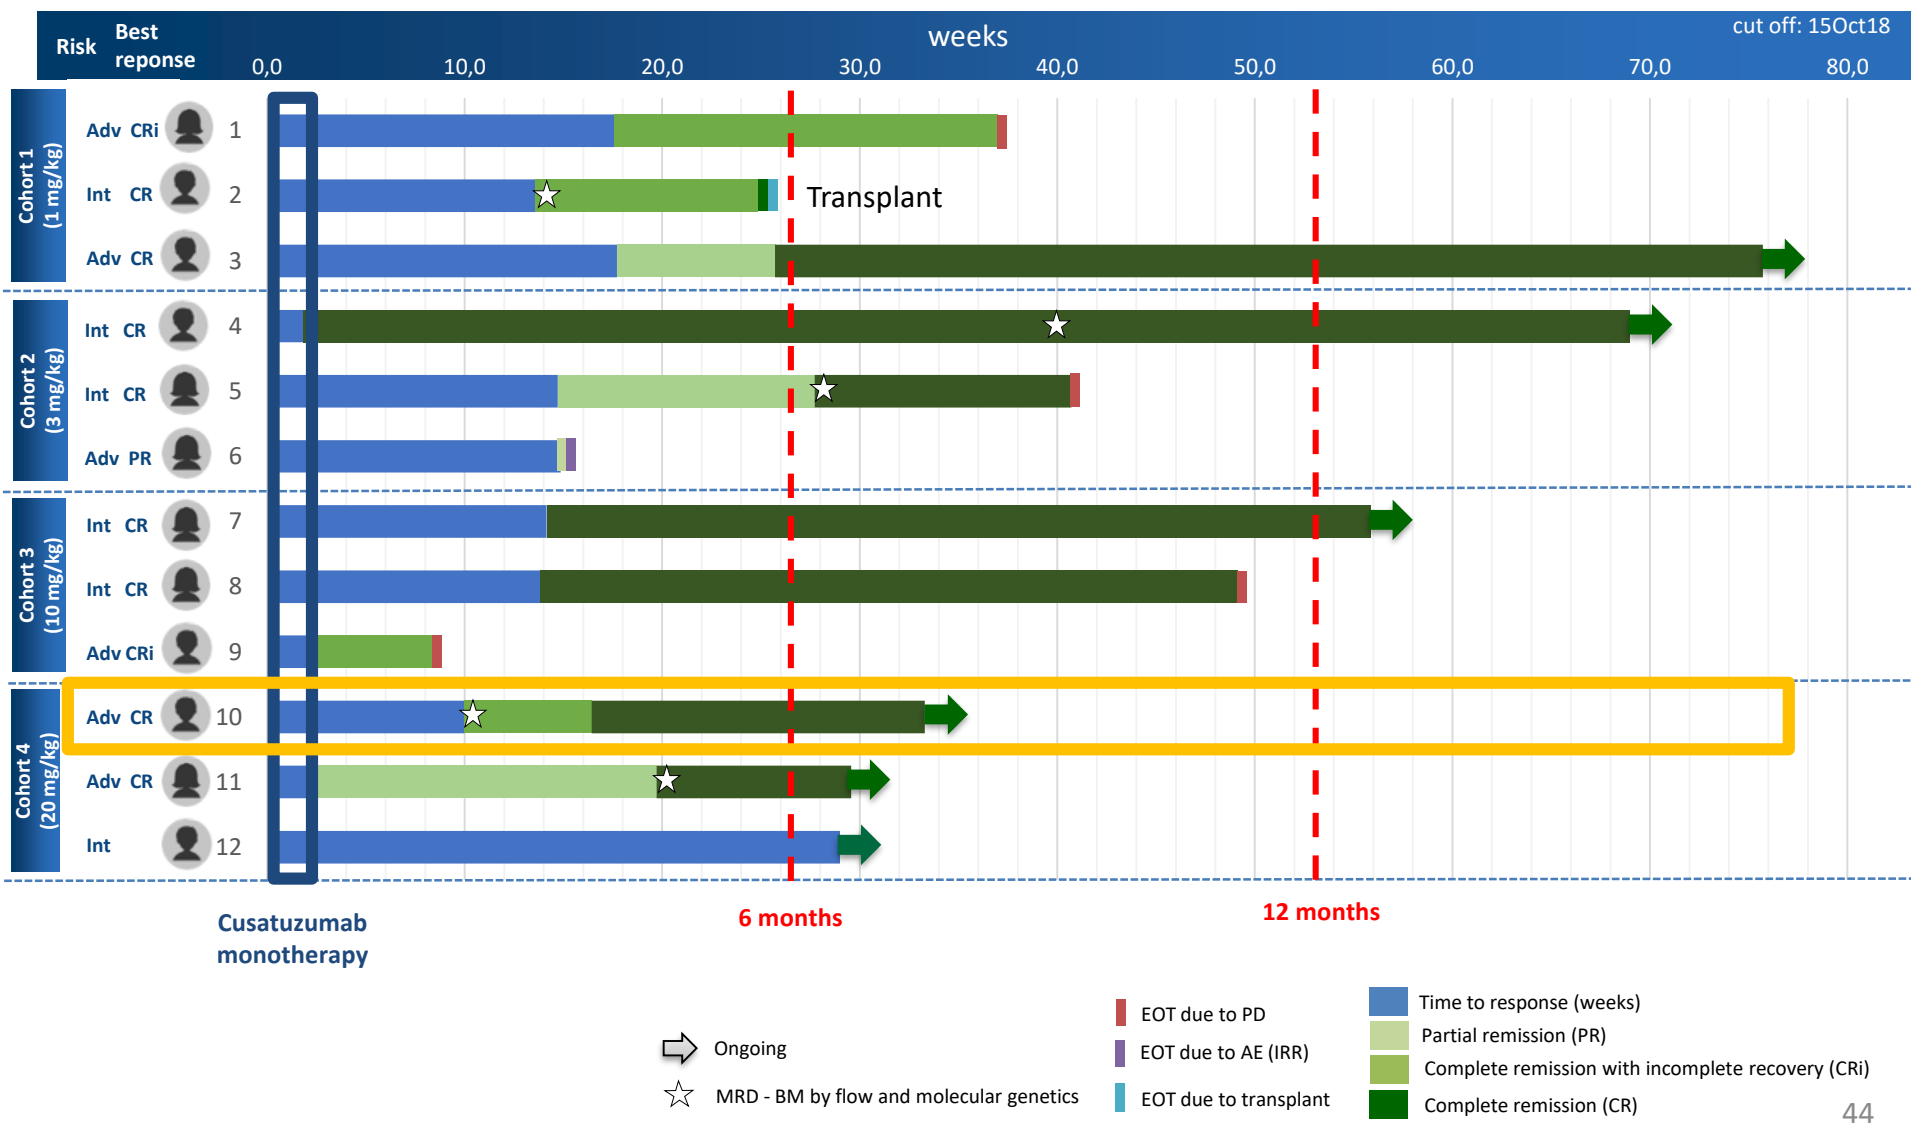 weeks
cut off: 15Oct18
Risk
Best
reponse
0,0 10,0 20,0 30,0 40,0 50,0 60,0 70,0 80,0
Cohort 1
(1 mg/kg)
Adv CRi 1
Int CR 2
Transplant
Adv CR 3
Cohort 2
(3 mg/kg)
Int CR 4
Int CR 5
Adv PR 6
Cohort 3
(10 mg/kg)
Int CR 7
Int CR 8
Adv CRi 9
Cohort 4
(20 mg/kg)
Adv CR 10
Adv CR 11
Int 12
Cusatuzumab
monotherapy
6 months
12 months
Ongoing
MRD - BM by flow and molecular genetics
EOT due to PD
EOT due to AE (IRR)
EOT due to transplant
Time to response (weeks)
Partial remission (PR)
Complete remission with incomplete recovery (CRi)
Complete remission (CR)
44